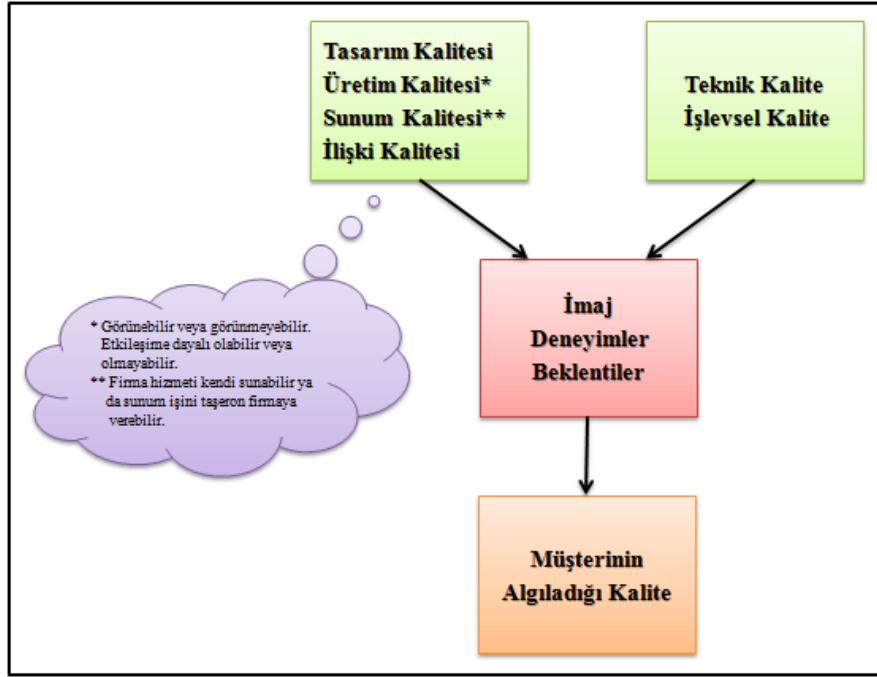 Tasarım Kalitesi
Üretim Kalitesi*
Sunum Kalitesi**
İlişki Kalitesi
Teknik Kalite
İşlevsel Kalite
* Görünebilir veya görünmeyebilir.
Etkileşime dayalı olabilir veya
olmayabilir.
** Firma hizmeti kendi sunabilir ya
da sunum işini taşeron firmaya
verebilir.
İmaj
Deneyimler
Beklentiler
Müşterinin
Algıladığı Kalite